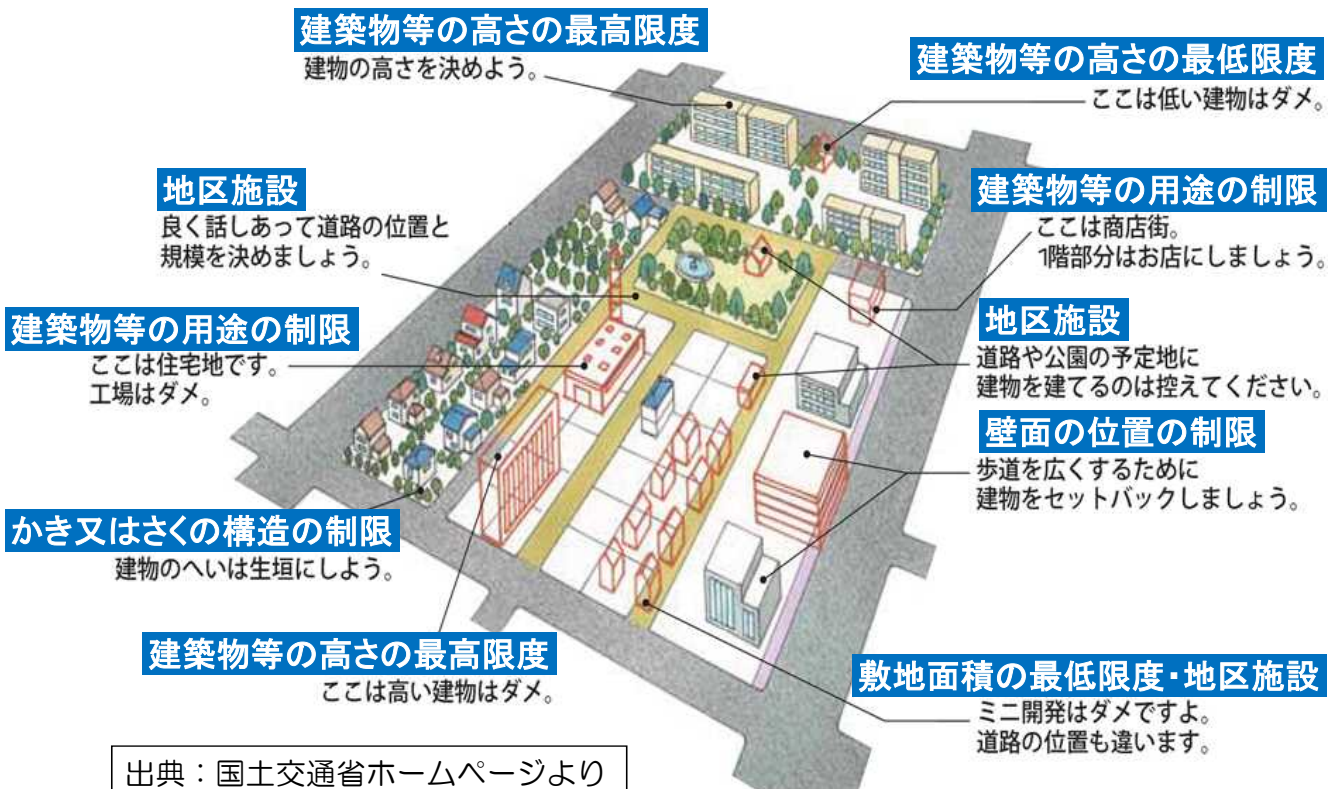 建築物等の高さの最高限度
建物の高さを決めよう。
建築物等の高さの最低限度
ここは低い建物はダメ。
地区施設
良く話しあって道路の位置と
規模を決めましょう。
建築物等の用途の制限
ここは商店街。
1階部分はお店にしましょう。
建築物等の用途の制限
ここは住宅地です。
工場はダメ。
地区施設
道路や公園の予定地に
建物を建てるのは控えてください。
壁面の位置の制限
歩道を広くするために
建物をセットバックしましょう。
かき又はさくの構造の制限
建物のへいは生垣にしよう。
建築物等の高さの最高限度
ここは高い建物はダメ。
敷地面積の最低限度・地区施設
ミニ開発はダメですよ。
道路の位置も違います。
出典：国土交通省ホームページより